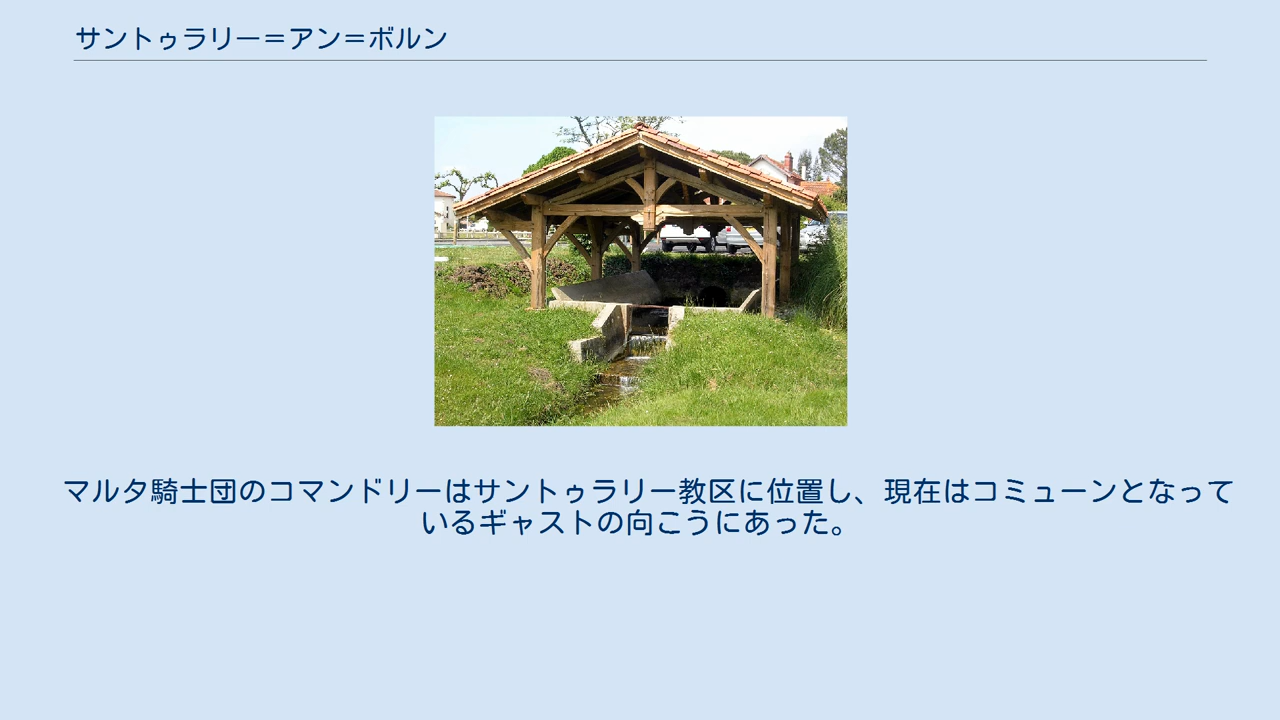 サントゥラリー＝アン＝ボルン
マルタ騎士団のコマンドリーはサントゥラリー教区に位置し、現在はコミューンとなって
いるギャストの向こうにあった。